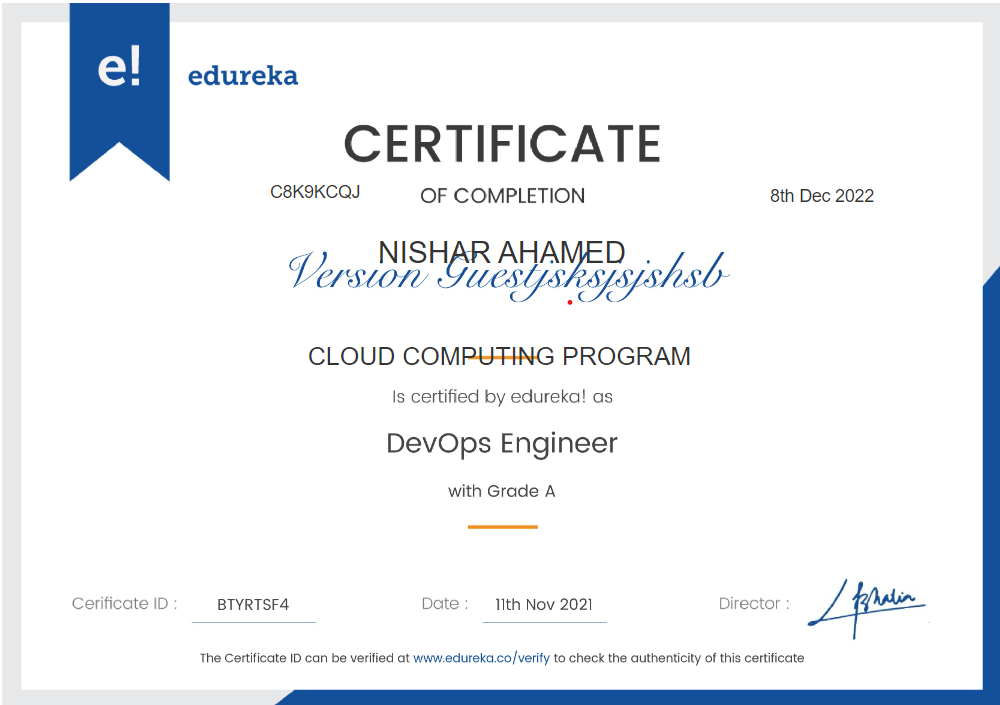 e!
edureka
CERTIFICATE
C8K9KCQJ
OF COMPLETION
8th Dec 2022
NISHAR AHAMED
Version Guestjsksjsjshsb
CLOUD COMPUTING PROGRAM
Is certified by edureka! as
DevOps Engineer
with Grade A
Cerificate ID : BTYRTSF4 Date : 11th Nov 2021 Director :
The Certificate ID can be verified at www.edureka.co/verify to check the authenticity of this certificate